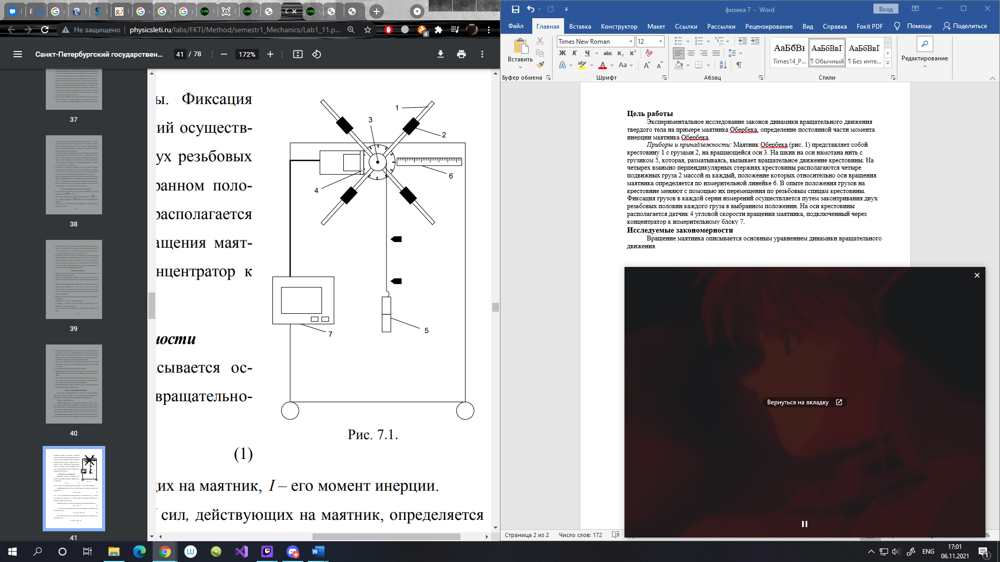 Не защищено
physicsleti.ru/labs/FKTI/Method/semestr1_Mechanics/Lab1_11.p...
0
Санкт-Петербургский государствен...
41 / 78
172%
37
38
39
40
41
ы. Фиксация
ий осуществ-
ух резьбовых
ранном поло-
располагается
ащения маят-
нцентратор к
ности
сывается ос-
вращательно-
(1)
их на маятник, I – его момент инерции.
сил, действующих на маятник, определяется
1
2
3
4
5
6
7
Рис. 7.1.
физика 7 - Word
Вход
Файл
Главная
Вставка
Конструктор
Макет
Ссылки
Рассылки
Рецензирование
Вид
Справка
Foxit PDF
Помощь
Поделиться
Вставить
Буфер обмена
Times New Roman
12
Ж К Ч abc x₂ x²
Aa
Шрифт
Абзац
АаБбВвГ
Times14_Р...
АаБбВвГ
¶ Обычный
АаБбВвГ
¶ Без инте...
Стили
Редактирование
Цель работы
Экспериментальное исследование законов динамики вращательного движения
твердого тела на примере маятника Обербека, определение постоянной части момента
инерции маятника Обербека.
Приборы и принадлежности: Маятник Обербека (рис. 1) представляет собой
крестовину 1 с грузами 2, на вращающейся оси 3. На шкив на оси намотана нить с
грузиком 5, которая, разматываясь, вызывает вращательное движение крестовины. На
четырех взаимно перпендикулярных стержнях крестовины располагаются четыре
подвижных груза 2 массой m каждый, положение которых относительно оси вращения
маятника определяется по измерительной линейке 6. В опыте положения грузов на
крестовине меняют с помощью их перемещения по резьбовым спицам крестовины.
Фиксация грузов в каждой серии измерений осуществляется путем законтривания двух
резьбовых половин каждого груза в выбранном положении. На оси крестовины
располагается датчик 4 угловой скорости вращения маятника, подключенный через
концентратор к измерительному блоку 7.
Исследуемые закономерности
Вращение маятника описывается основным уравнением динамики вращательного
движения
Вернуться на вкладку
Страница 2 из 2
Число слов: 172
ENG
17:01
06.11.2021
1